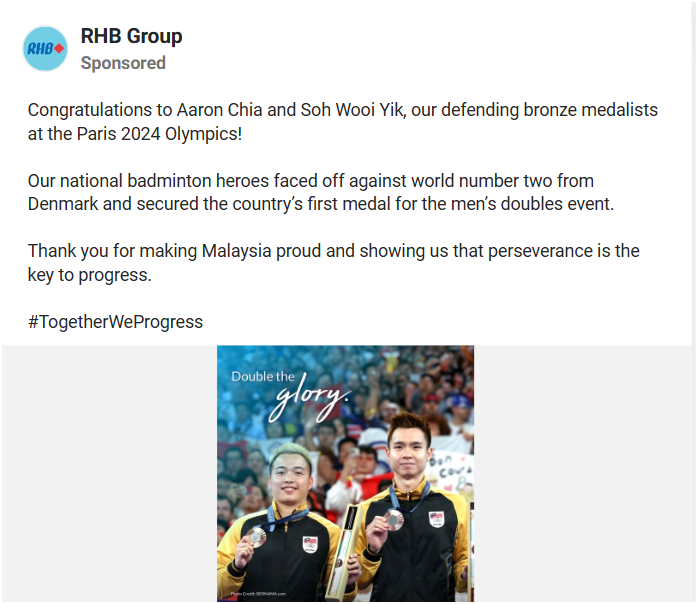 RHB
RHB Group
Sponsored
Congratulations to Aaron Chia and Soh Wooi Yik, our defending bronze medalists
at the Paris 2024 Olympics!
Our national badminton heroes faced off against world number two from
Denmark and secured the country’s first medal for the men’s doubles event.
Thank you for making Malaysia proud and showing us that perseverance is the
key to progress.
#TogetherWeProgress
Double the
glory.
Photo Credit: BERNAMA.com